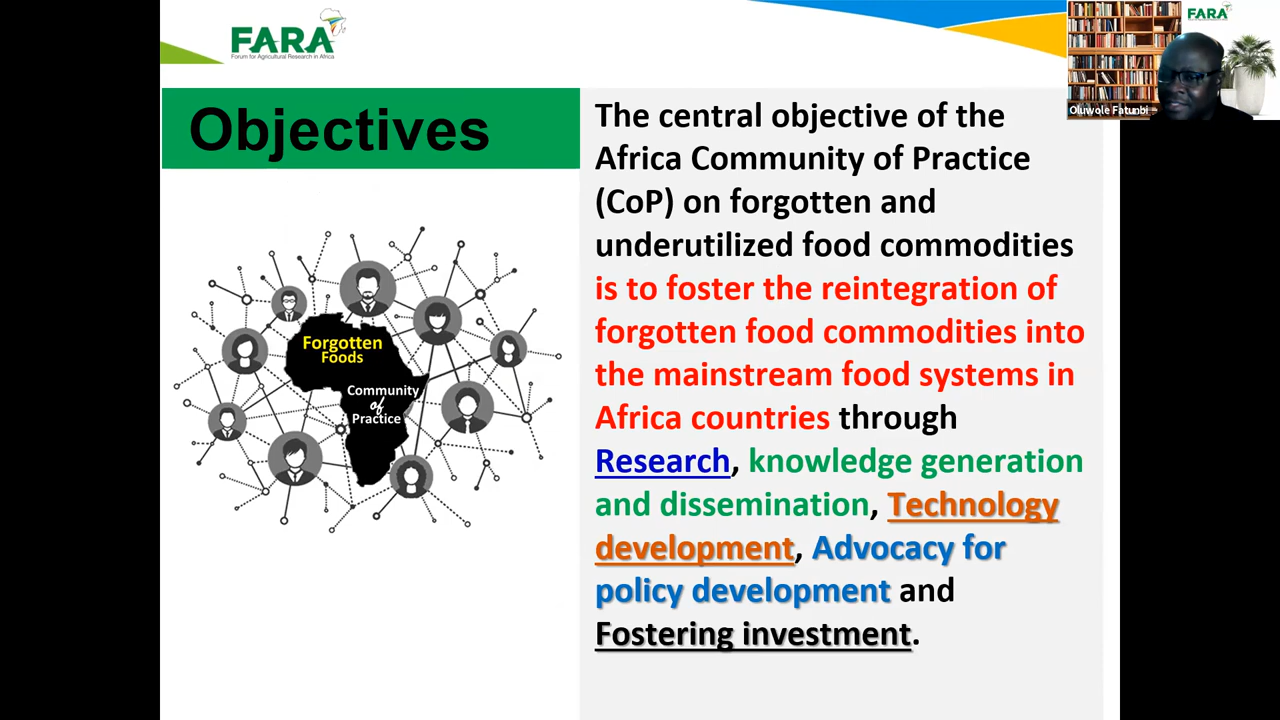 FARA
Forum for Agricultural Research in Africa
FARA
Oluwole Fatunbi
Objectives
The central objective of the
Africa Community of Practice
(CoP) on forgotten and
underutilized food commodities
is to foster the reintegration of
forgotten food commodities into
the mainstream food systems in
Africa countries through
Research, knowledge generation
and dissemination, Technology
development, Advocacy for
policy development and
Fostering investment.
Forgotten
Foods
Community
of
Practice